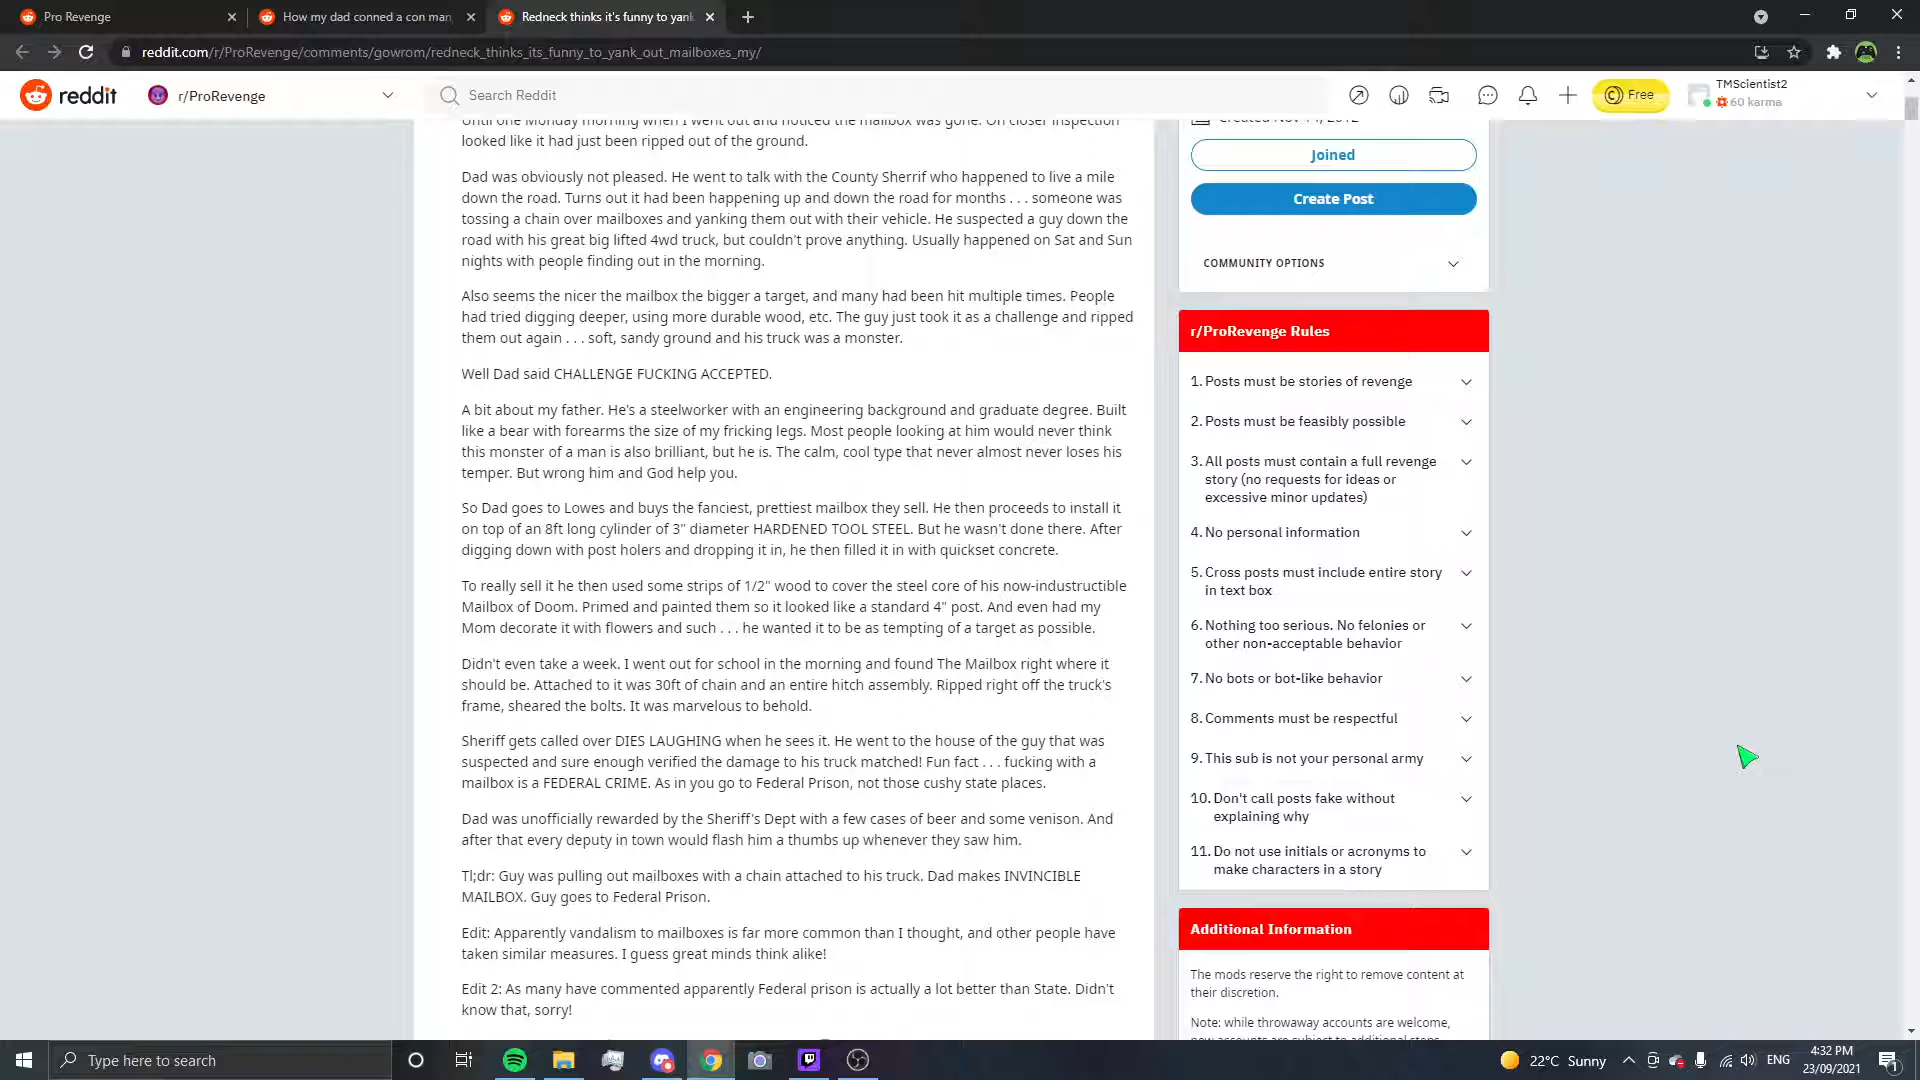 Pro Revenge
How my dad conned a con man,
Redneck thinks it's funny to yank
reddit.com/r/ProRevenge/comments/gowrom/redneck_thinks_its_funny_to_yank_out_mailboxes_my/
reddit
r/ProRevenge
Search Reddit
Free
TMScientist2
60 karma
Until one Monday morning when I went out and noticed the mailbox was gone. On closer inspection
looked like it had just been ripped out of the ground.
Dad was obviously not pleased. He went to talk with the County Sherrif who happened to live a mile
down the road. Turns out it had been happening up and down the road for months . . . someone was
tossing a chain over mailboxes and yanking them out with their vehicle. He suspected a guy down the
road with his great big lifted 4wd truck, but couldn't prove anything. Usually happened on Sat and Sun
nights with people finding out in the morning.
Also seems the nicer the mailbox the bigger a target, and many had been hit multiple times. People
had tried digging deeper, using more durable wood, etc. The guy just took it as a challenge and ripped
them out again . . . soft, sandy ground and his truck was a monster.
Well Dad said CHALLENGE FUCKING ACCEPTED.
A bit about my father. He's a steelworker with an engineering background and graduate degree. Built
like a bear with forearms the size of my fricking legs. Most people looking at him would never think
this monster of a man is also brilliant, but he is. The calm, cool type that never almost never loses his
temper. But wrong him and God help you.
So Dad goes to Lowes and buys the fanciest, prettiest mailbox they sell. He then proceeds to install it
on top of an 8ft long cylinder of 3" diameter HARDENED TOOL STEEL. But he wasn't done there. After
digging down with post holers and dropping it in, he then filled it in with quickset concrete.
To really sell it he then used some strips of 1/2" wood to cover the steel core of his now-industructible
Mailbox of Doom. Primed and painted them so it looked like a standard 4" post. And even had my
Mom decorate it with flowers and such . . . he wanted it to be as tempting of a target as possible.
Didn't even take a week. I went out for school in the morning and found The Mailbox right where it
should be. Attached to it was 30ft of chain and an entire hitch assembly. Ripped right off the truck's
frame, sheared the bolts. It was marvelous to behold.
Sheriff gets called over DIES LAUGHING when he sees it. He went to the house of the guy that was
suspected and sure enough verified the damage to his truck matched! Fun fact . . . fucking with a
mailbox is a FEDERAL CRIME. As in you go to Federal Prison, not those cushy state places.
Dad was unofficially rewarded by the Sheriff's Dept with a few cases of beer and some venison. And
after that every deputy in town would flash him a thumbs up whenever they saw him.
Tl;dr: Guy was pulling out mailboxes with a chain attached to his truck. Dad makes INVINCIBLE
MAILBOX. Guy goes to Federal Prison.
Edit: Apparently vandalism to mailboxes is far more common than I thought, and other people have
taken similar measures. I guess great minds think alike!
Edit 2: As many have commented apparently Federal prison is actually a lot better than State. Didn't
know that, sorry!
Created Nov 14, 2012
Joined
Create Post
COMMUNITY OPTIONS
r/ProRevenge Rules
1. Posts must be stories of revenge
2. Posts must be feasibly possible
3. All posts must contain a full revenge
story (no requests for ideas or
excessive minor updates)
4. No personal information
5. Cross posts must include entire story
in text box
6. Nothing too serious. No felonies or
other non-acceptable behavior
7. No bots or bot-like behavior
8. Comments must be respectful
9. This sub is not your personal army
10. Don't call posts fake without
explaining why
11. Do not use initials or acronyms to
make characters in a story
Additional Information
The mods reserve the right to remove content at
their discretion.
Note: while throwaway accounts are welcome,
new accounts are subject to additional steps
Type here to search
22°C Sunny
ENG
4:32 PM
23/09/2021
1